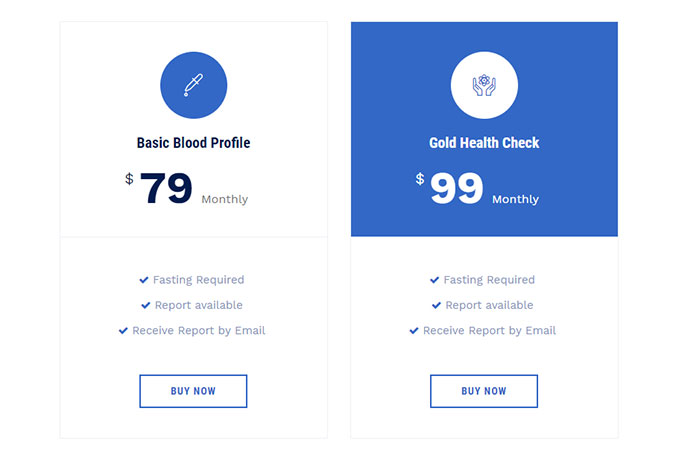 Basic Blood Profile
$ 79 Monthly
Fasting Required
Report available
Receive Report by Email
BUY NOW
Gold Health Check
$ 99 Monthly
Fasting Required
Report available
Receive Report by Email
BUY NOW